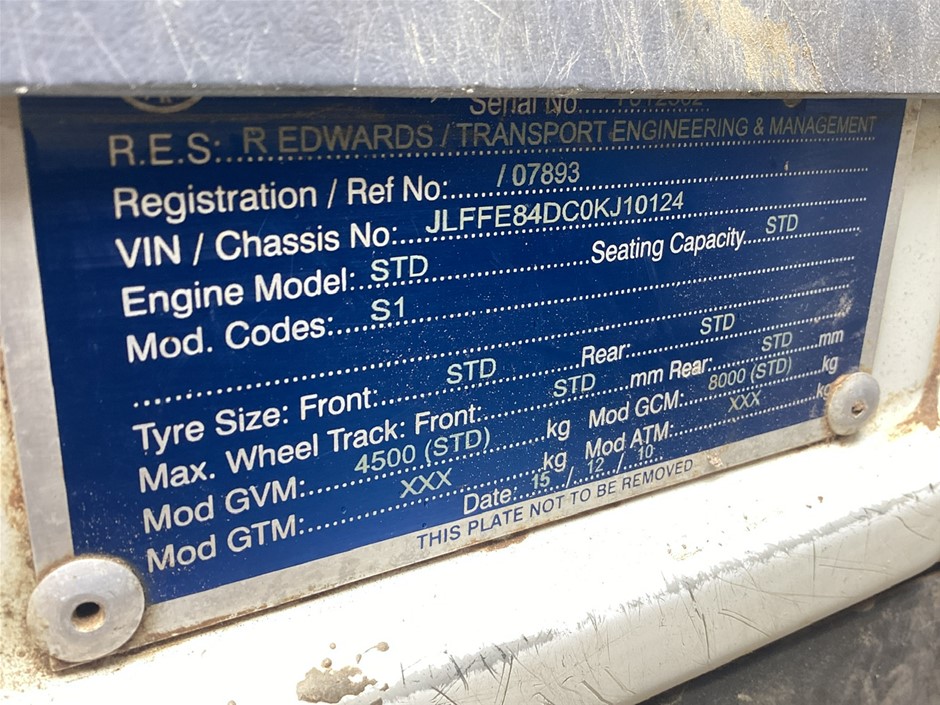 Serial No:
R.E.S: R EDWARDS / TRANSPORT ENGINEERING & MANAGEMENT
Registration / Ref No: / 07893
VIN / Chassis No: JLFFE84DC0KJ10124
Engine Model: STD Seating Capacity STD
Mod. Codes: S1
Tyre Size: Front: STD Rear: STD
Max. Wheel Track: Front: STD mm Rear: STD mm
Mod GVM: 4500 (STD) kg Mod GCM: 8000 (STD) kg
Mod GTM: XXX kg Mod ATM: XXX kg
Date: 15 / 12 / 10
THIS PLATE NOT TO BE REMOVED